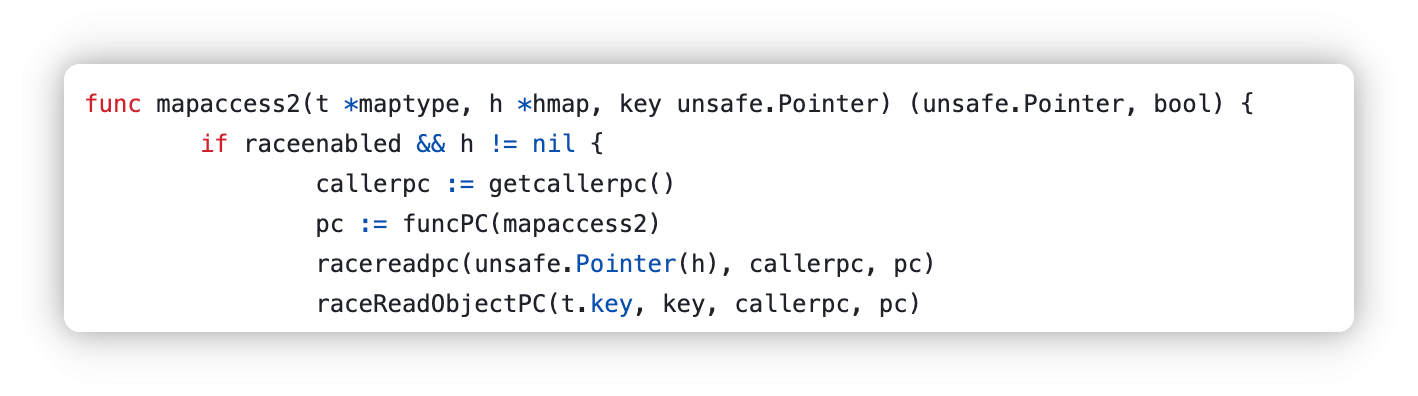 func mapaccess2(t *maptype, h *hmap, key unsafe.Pointer) (unsafe.Pointer, bool) {
        if raceenabled && h != nil {
                callerpc := getcallerpc()
                pc := funcPC(mapaccess2)
                racereadpc(unsafe.Pointer(h), callerpc, pc)
                raceReadObjectPC(t.key, key, callerpc, pc)